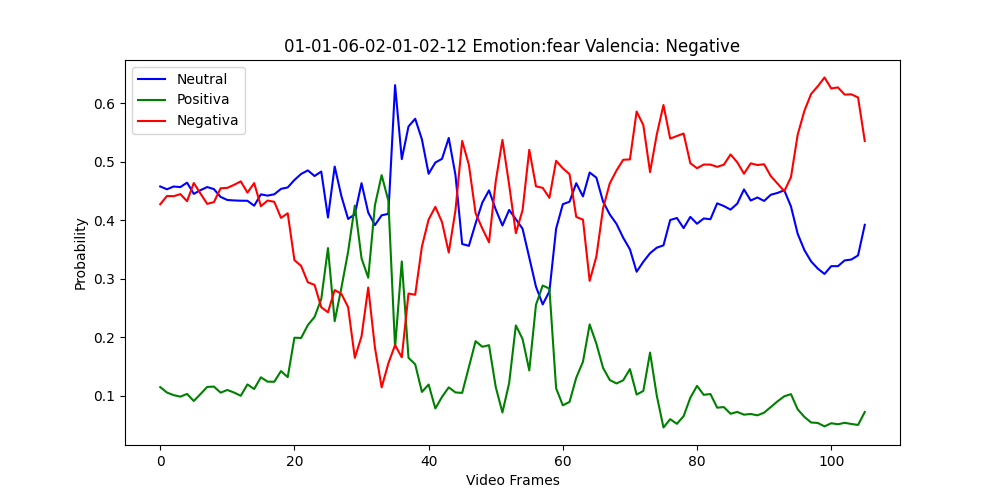 01-01-06-02-01-02-12 Emotion:fear Valencia: Negative
Neutral
Positiva
Negativa
Probability
0.6
0.5
0.4
0.3
0.2
0.1
0 20 40 60 80 100
Video Frames